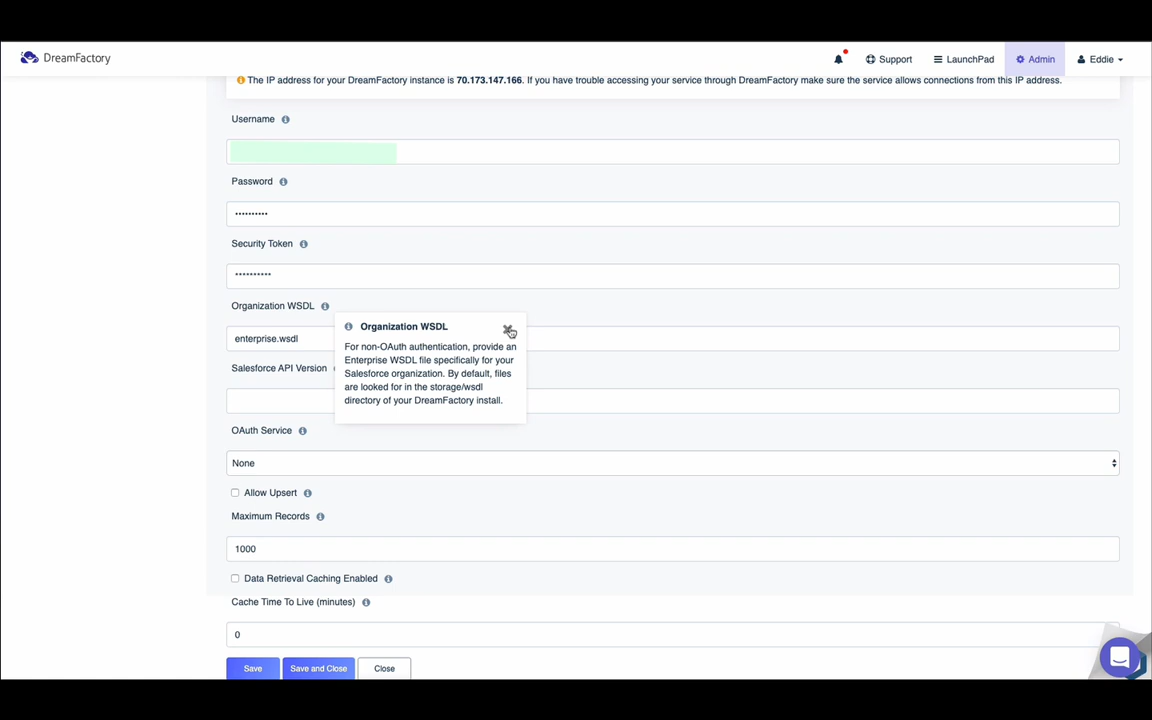 DreamFactory
Support
LaunchPad
Admin
Eddie
The IP address for your DreamFactory instance is 70.173.147.166. If you have trouble accessing your service through DreamFactory make sure the service allows connections from this IP address.
Username
Password
••••••••••
Security Token
••••••••••
Organization WSDL
enterprise.wsdl
Organization WSDL
For non-OAuth authentication, provide an
Enterprise WSDL file specifically for your
Salesforce organization. By default, files
are looked for in the storage/wsdl
directory of your DreamFactory install.
Salesforce API Version
OAuth Service
None
Allow Upsert
Maximum Records
1000
Data Retrieval Caching Enabled
Cache Time To Live (minutes)
0
Save
Save and Close
Close